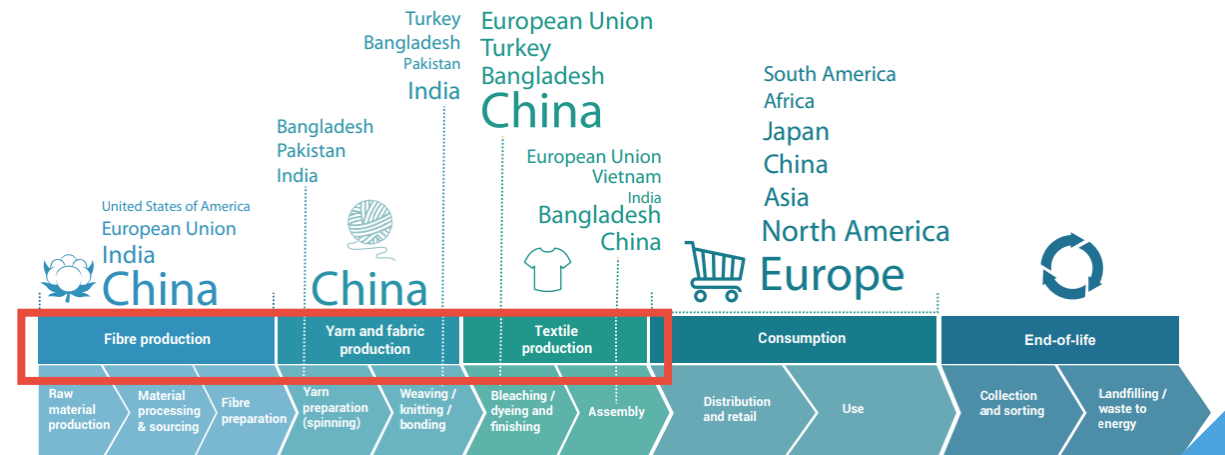 Turkey
Bangladesh
Pakistan
India
European Union
Turkey
Bangladesh
China
South America
Africa
Japan
China
Asia
North America
Europe
Bangladesh
Pakistan
India
European Union
Vietnam
India
Bangladesh
China
United States of America
European Union
India
China
China
Fibre production
Yarn and fabric
production
Textile
production
Consumption
End-of-life
Raw
material
production
Material
processing
& sourcing
Fibre
preparation
Yarn
preparation
(spinning)
Weaving /
knitting /
bonding
Bleaching /
dyeing and
finishing
Assembly
Distribution
and retail
Use
Collection
and sorting
Landfilling /
waste to
energy